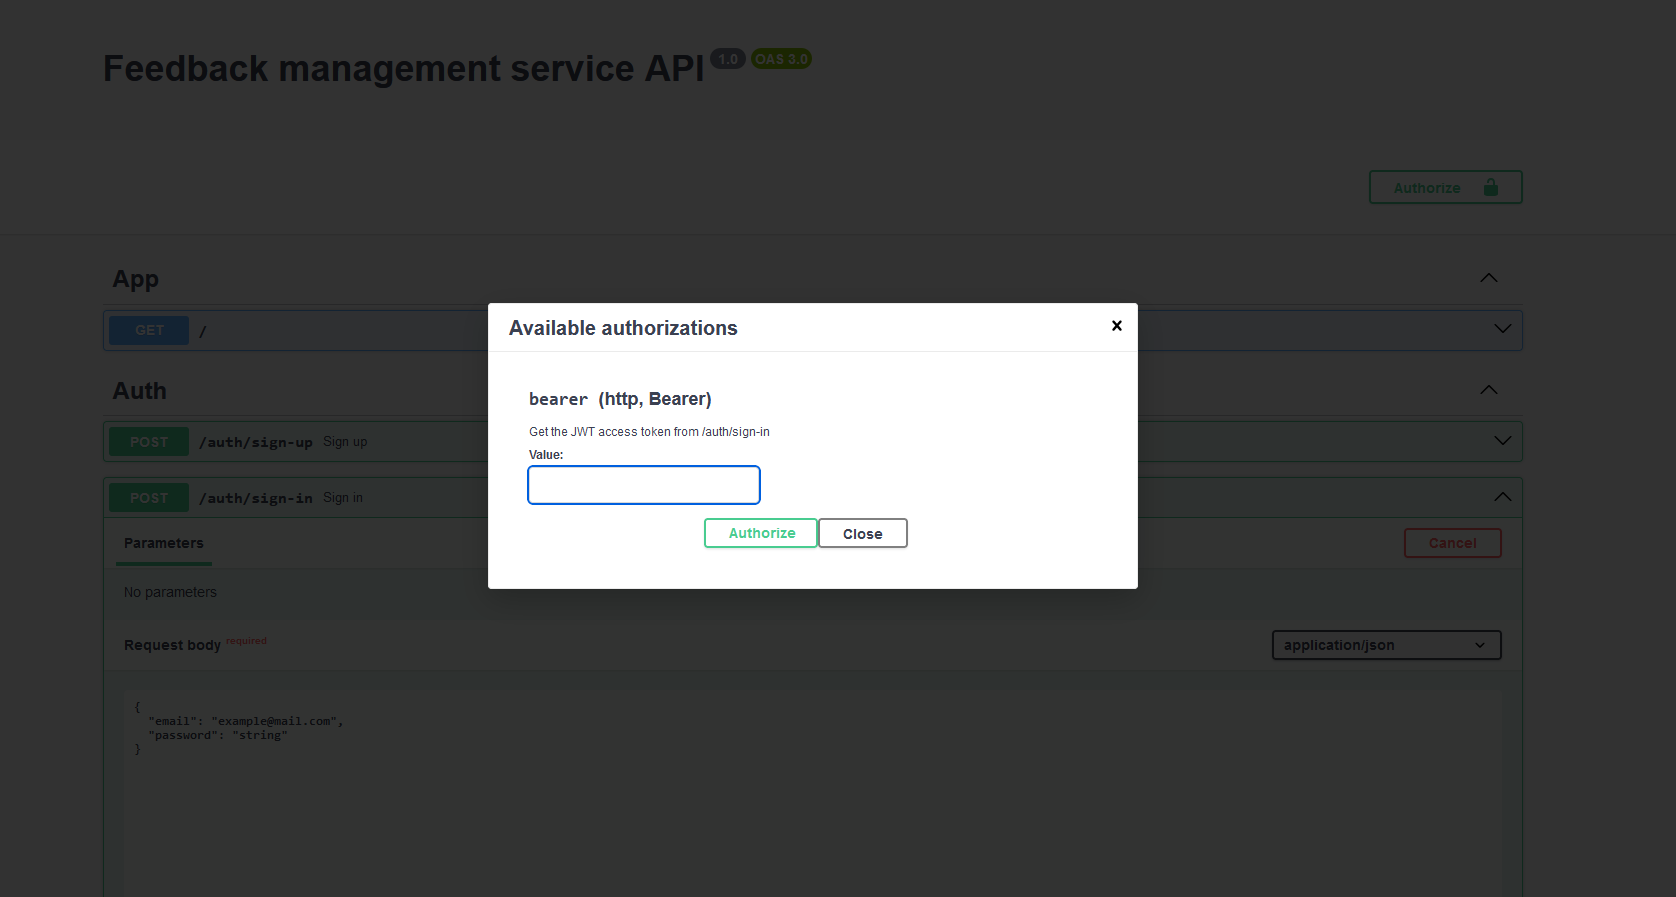 Feedback management service API 1.0 OAS 3.0
Authorize
App
GET /
Auth
POST /auth/sign-up Sign up
POST /auth/sign-in Sign in
Parameters
Cancel
No parameters
Request body required
application/json
{
  "email": "example@mail.com",
  "password": "string"
}
Available authorizations
bearer (http, Bearer)
Get the JWT access token from /auth/sign-in
Value:
Authorize Close